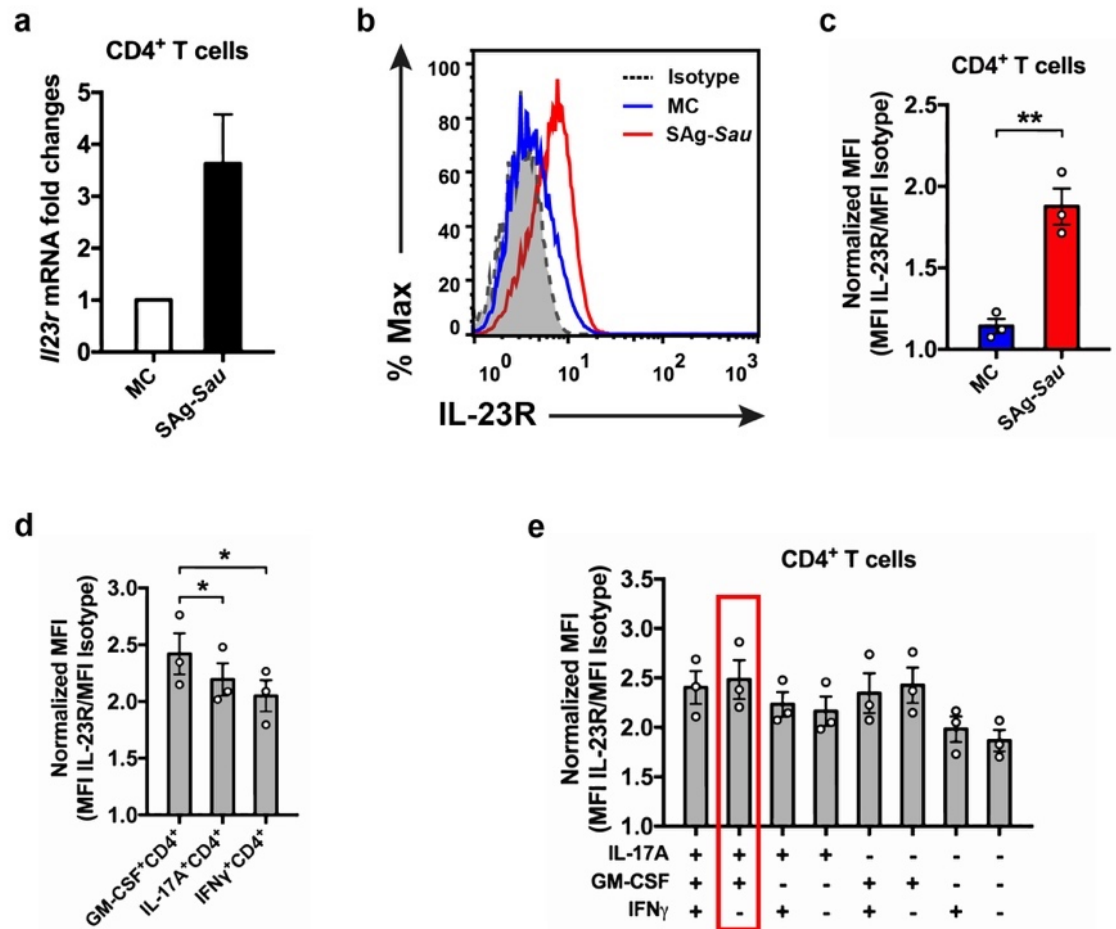 a
CD4+ T cells
Il23r mRNA fold changes
5
4
3
2
1
0
MC
SAg-Sau
b
100
80
60
40
20
0
% Max
Isotype
MC
SAg-Sau
10⁰
10¹
10²
10³
IL-23R
c
CD4+ T cells
Normalized MFI
(MFI IL-23R/MFI Isotype)
2.5
2.0
1.5
1.0
**
MC
SAg-Sau
d
Normalized MFI
(MFI IL-23R/MFI Isotype)
3.0
2.5
2.0
1.5
1.0
*
*
GM-CSF+CD4+
IL-17A+CD4+
IFNγ+CD4+
e
CD4+ T cells
Normalized MFI
(MFI IL-23R/MFI Isotype)
3.5
3.0
2.5
2.0
1.5
1.0
IL-17A + + + + - - - -
GM-CSF + + - - + + - -
IFNγ + - + - + - + -